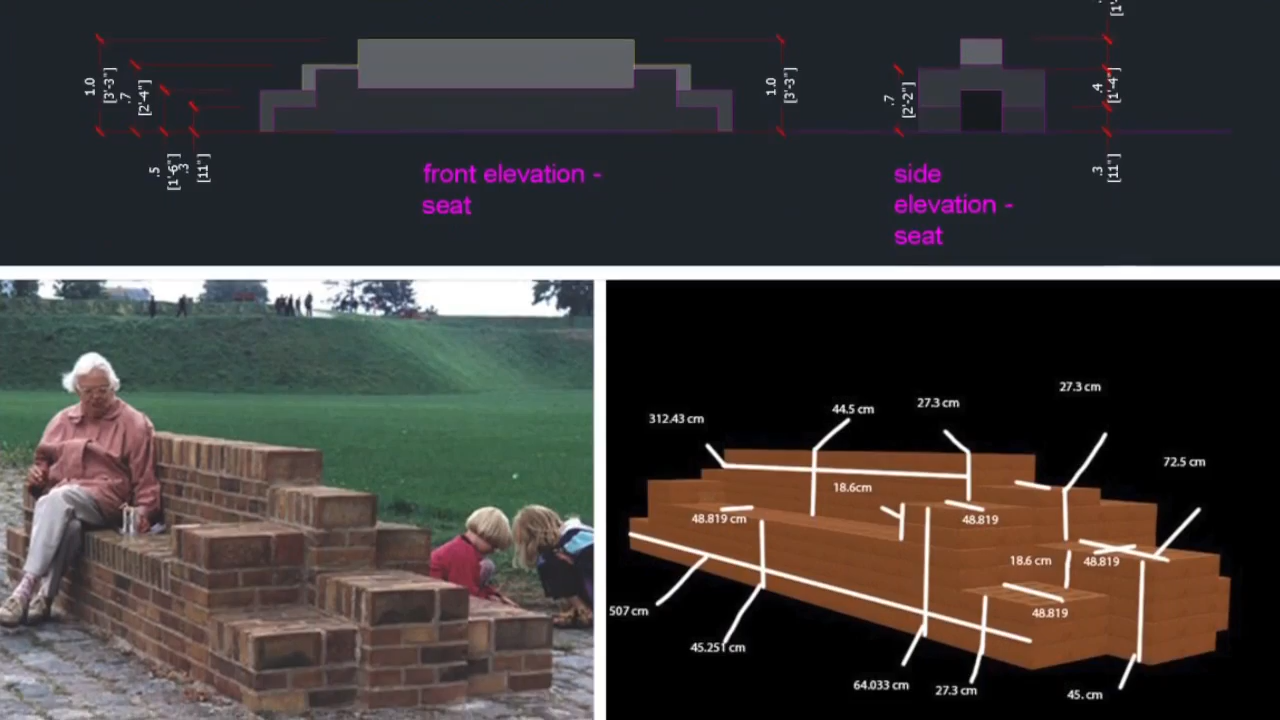 1.0
[3'-3"]
.7
[2'-4"]
.5
[1'-6"]
.3
[11"]
1.0
[3'-3"]
.7
[2'-2"]
.4
[1'-4"]
.3
[11"]
front elevation -
seat
side
elevation -
seat
27.3 cm
44.5 cm
27.3 cm
312.43 cm
72.5 cm
18.6cm
48.819 cm
48.819
18.6 cm
48.819
48.819
507 cm
45.251 cm
64.033 cm
27.3 cm
45. cm